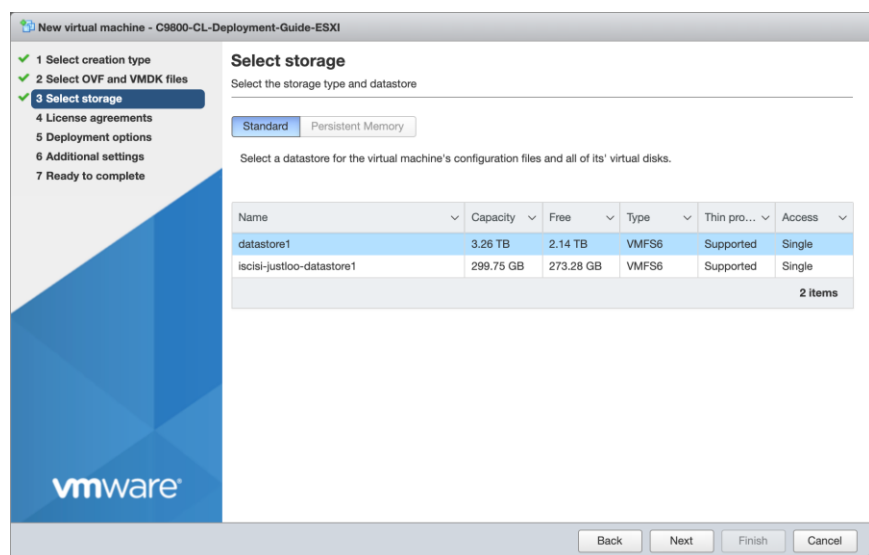 New virtual machine - C9800-CL-Deployment-Guide-ESXI
1 Select creation type
2 Select OVF and VMDK files
3 Select storage
4 License agreements
5 Deployment options
6 Additional settings
7 Ready to complete
vmware®
Select storage
Select the storage type and datastore
Standard Persistent Memory
Select a datastore for the virtual machine's configuration files and all of its' virtual disks.
Name Capacity Free Type Thin pro... Access
datastore1 3.26 TB 2.14 TB VMFS6 Supported Single
iscisi-justloo-datastore1 299.75 GB 273.28 GB VMFS6 Supported Single
2 items
Back Next Finish Cancel